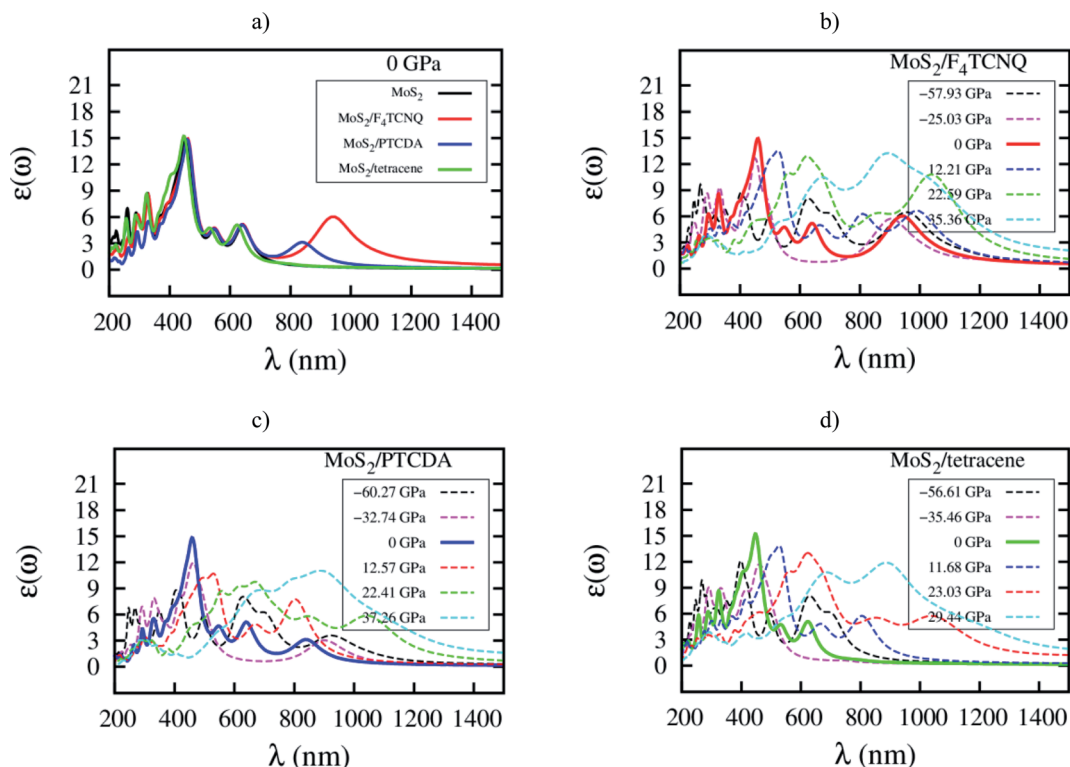 a)
0 GPa
MoS2
MoS2/F4TCNQ
MoS2/PTCDA
MoS2/tetracene
21
18
15
12
9
6
3
0
ε(ω)
200 400 600 800 1000 1200 1400
λ (nm)
b)
MoS2/F4TCNQ
−57.93 GPa
−25.03 GPa
0 GPa
12.21 GPa
22.59 GPa
35.36 GPa
21
18
15
12
9
6
3
0
ε(ω)
200 400 600 800 1000 1200 1400
λ (nm)
c)
MoS2/PTCDA
−60.27 GPa
−32.74 GPa
0 GPa
12.57 GPa
22.41 GPa
37.26 GPa
21
18
15
12
9
6
3
0
ε(ω)
200 400 600 800 1000 1200 1400
λ (nm)
d)
MoS2/tetracene
−56.61 GPa
−35.46 GPa
0 GPa
11.68 GPa
23.03 GPa
29.44 GPa
21
18
15
12
9
6
3
0
ε(ω)
200 400 600 800 1000 1200 1400
λ (nm)